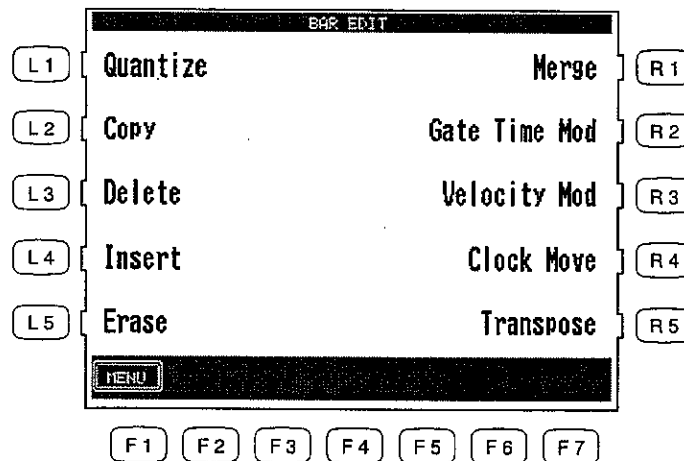 BAR EDIT
L1 Quantize Merge R1
L2 Copy Gate Time Mod R2
L3 Delete Velocity Mod R3
L4 Insert Clock Move R4
L5 Erase Transpose R5
MENU
F1 F2 F3 F4 F5 F6 F7